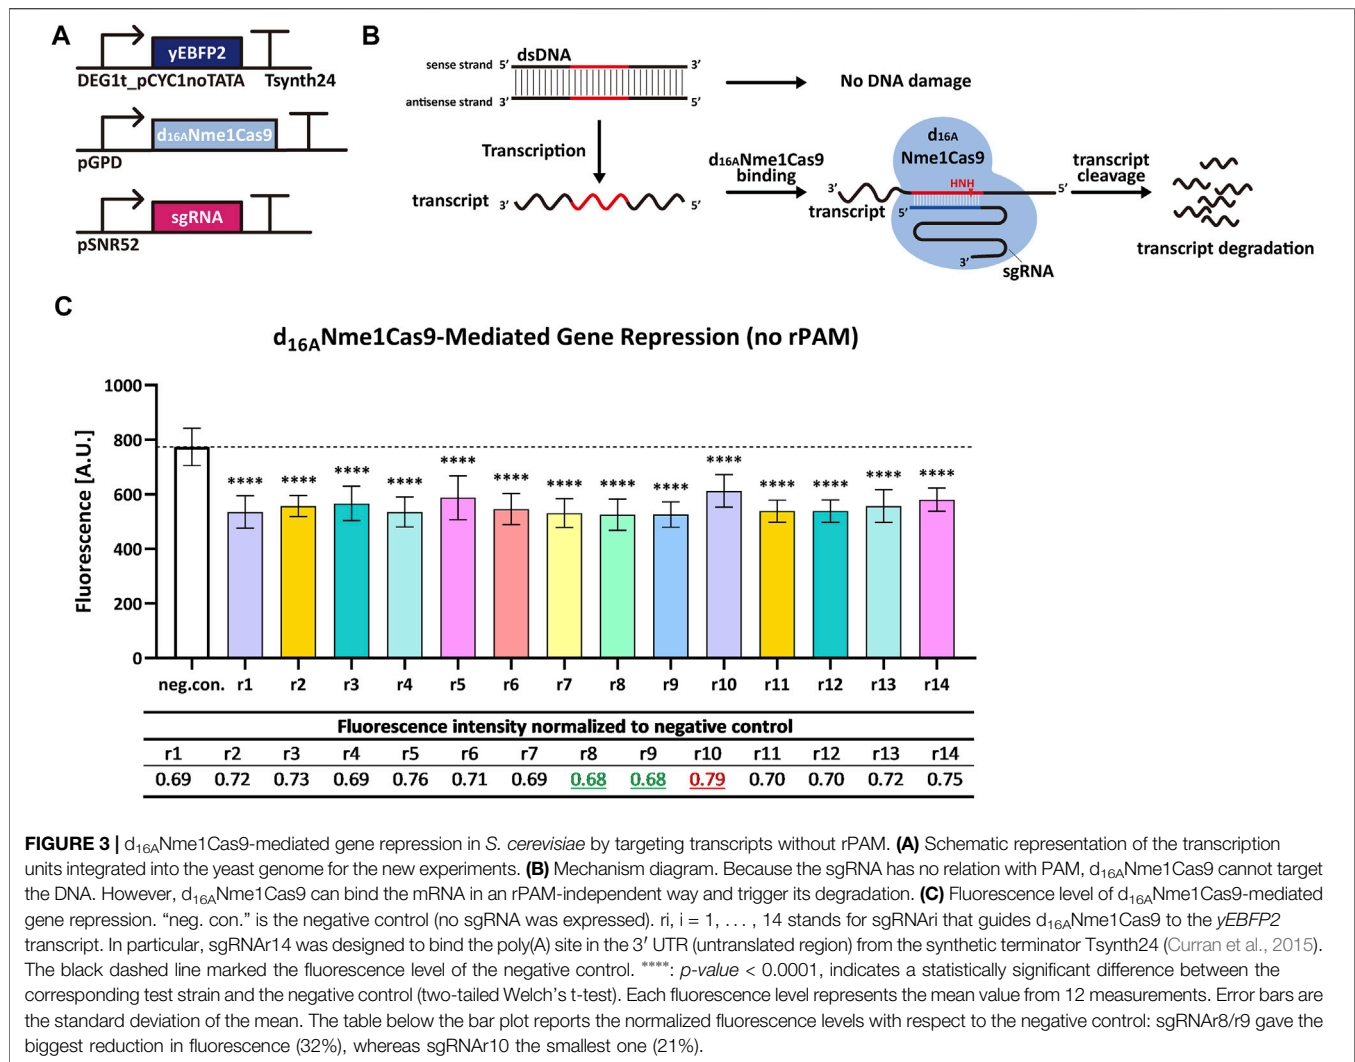 A
yEBFP2
DEG1t_pCYC1noTATA Tsynth24
d16ANme1Cas9
pGPD
sgRNA
pSNR52
B
dsDNA
sense strand 5′ 3′
antisense strand 3′ 5′
No DNA damage
Transcription
transcript 3′ 5′
d16ANme1Cas9
binding
d16A
Nme1Cas9
HNH
3′ 5′
transcript 5′
3′
sgRNA
transcript
cleavage
transcript degradation
C
d16ANme1Cas9-Mediated Gene Repression (no rPAM)
Fluorescence [A.U.]
1000
800
600
400
200
0
**** **** **** **** **** **** **** **** **** **** **** **** **** ****
neg.con. r1 r2 r3 r4 r5 r6 r7 r8 r9 r10 r11 r12 r13 r14
Fluorescence intensity normalized to negative control
r1 r2 r3 r4 r5 r6 r7 r8 r9 r10 r11 r12 r13 r14
0.69 0.72 0.73 0.69 0.76 0.71 0.69 0.68 0.68 0.79 0.70 0.70 0.72 0.75
FIGURE 3 | d16ANme1Cas9-mediated gene repression in S. cerevisiae by targeting transcripts without rPAM. (A) Schematic representation of the transcription
units integrated into the yeast genome for the new experiments. (B) Mechanism diagram. Because the sgRNA has no relation with PAM, d16ANme1Cas9 cannot target
the DNA. However, d16ANme1Cas9 can bind the mRNA in an rPAM-independent way and trigger its degradation. (C) Fluorescence level of d16ANme1Cas9-mediated
gene repression. “neg. con.” is the negative control (no sgRNA was expressed). ri, i = 1, . . . , 14 stands for sgRNAri that guides d16ANme1Cas9 to the yEBFP2
transcript. In particular, sgRNAr14 was designed to bind the poly(A) site in the 3′ UTR (untranslated region) from the synthetic terminator Tsynth24 (Curran et al., 2015).
The black dashed line marked the fluorescence level of the negative control. ****: p-value < 0.0001, indicates a statistically significant difference between the
corresponding test strain and the negative control (two-tailed Welch’s t-test). Each fluorescence level represents the mean value from 12 measurements. Error bars are
the standard deviation of the mean. The table below the bar plot reports the normalized fluorescence levels with respect to the negative control: sgRNAr8/r9 gave the
biggest reduction in fluorescence (32%), whereas sgRNAr10 the smallest one (21%).